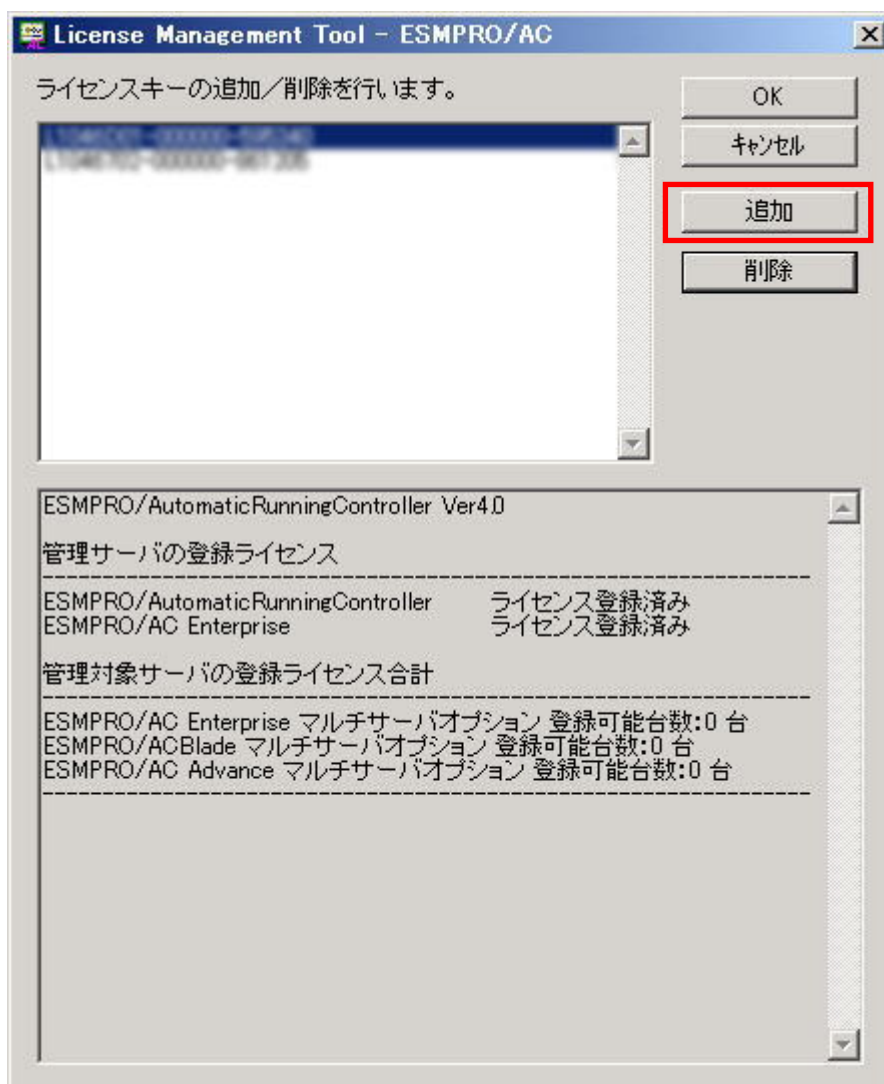 License Management Tool - ESMPRO/AC
ライセンスキーの追加／削除を行います。
OK
キャンセル
追加
削除
ESMPRO/AutomaticRunningController Ver4.0
管理サーバの登録ライセンス
ESMPRO/AutomaticRunningController ライセンス登録済み
ESMPRO/AC Enterprise ライセンス登録済み
管理対象サーバの登録ライセンス合計
ESMPRO/AC Enterprise マルチサーバオプション 登録可能台数:0 台
ESMPRO/ACBlade マルチサーバオプション 登録可能台数:0 台
ESMPRO/AC Advance マルチサーバオプション 登録可能台数:0 台